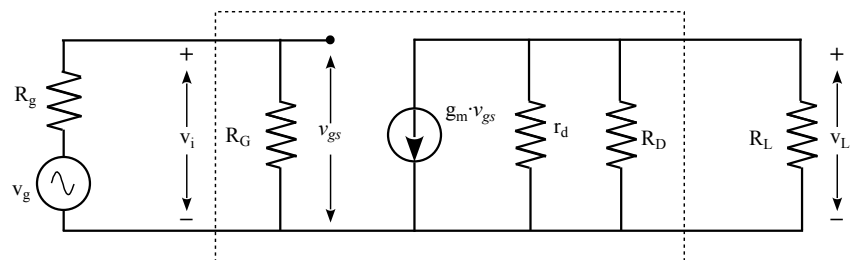 +
R_g
v_i
R_G
v_gs
g_m·v_gs
r_d
R_D
R_L
+
v_L
v_g
−
−